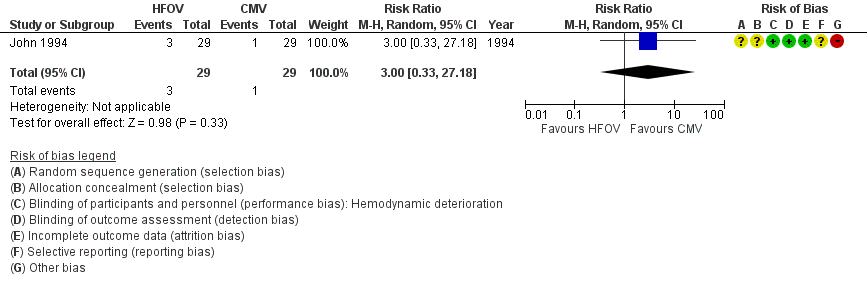 HFOV CMV Risk Ratio Risk Ratio Risk of Bias
Study or Subgroup Events Total Events Total Weight M-H, Random, 95% CI Year M-H, Random, 95% CI A B C D E F G
John 1994 3 29 1 29 100.0% 3.00 [0.33, 27.18] 1994 ? ? + + + ? -
Total (95% CI) 29 29 100.0% 3.00 [0.33, 27.18]
Total events 3 1
Heterogeneity: Not applicable
Test for overall effect: Z = 0.98 (P = 0.33)
0.01 0.1 1 10 100
Favours HFOV Favours CMV
Risk of bias legend
(A) Random sequence generation (selection bias)
(B) Allocation concealment (selection bias)
(C) Blinding of participants and personnel (performance bias): Hemodynamic deterioration
(D) Blinding of outcome assessment (detection bias)
(E) Incomplete outcome data (attrition bias)
(F) Selective reporting (reporting bias)
(G) Other bias